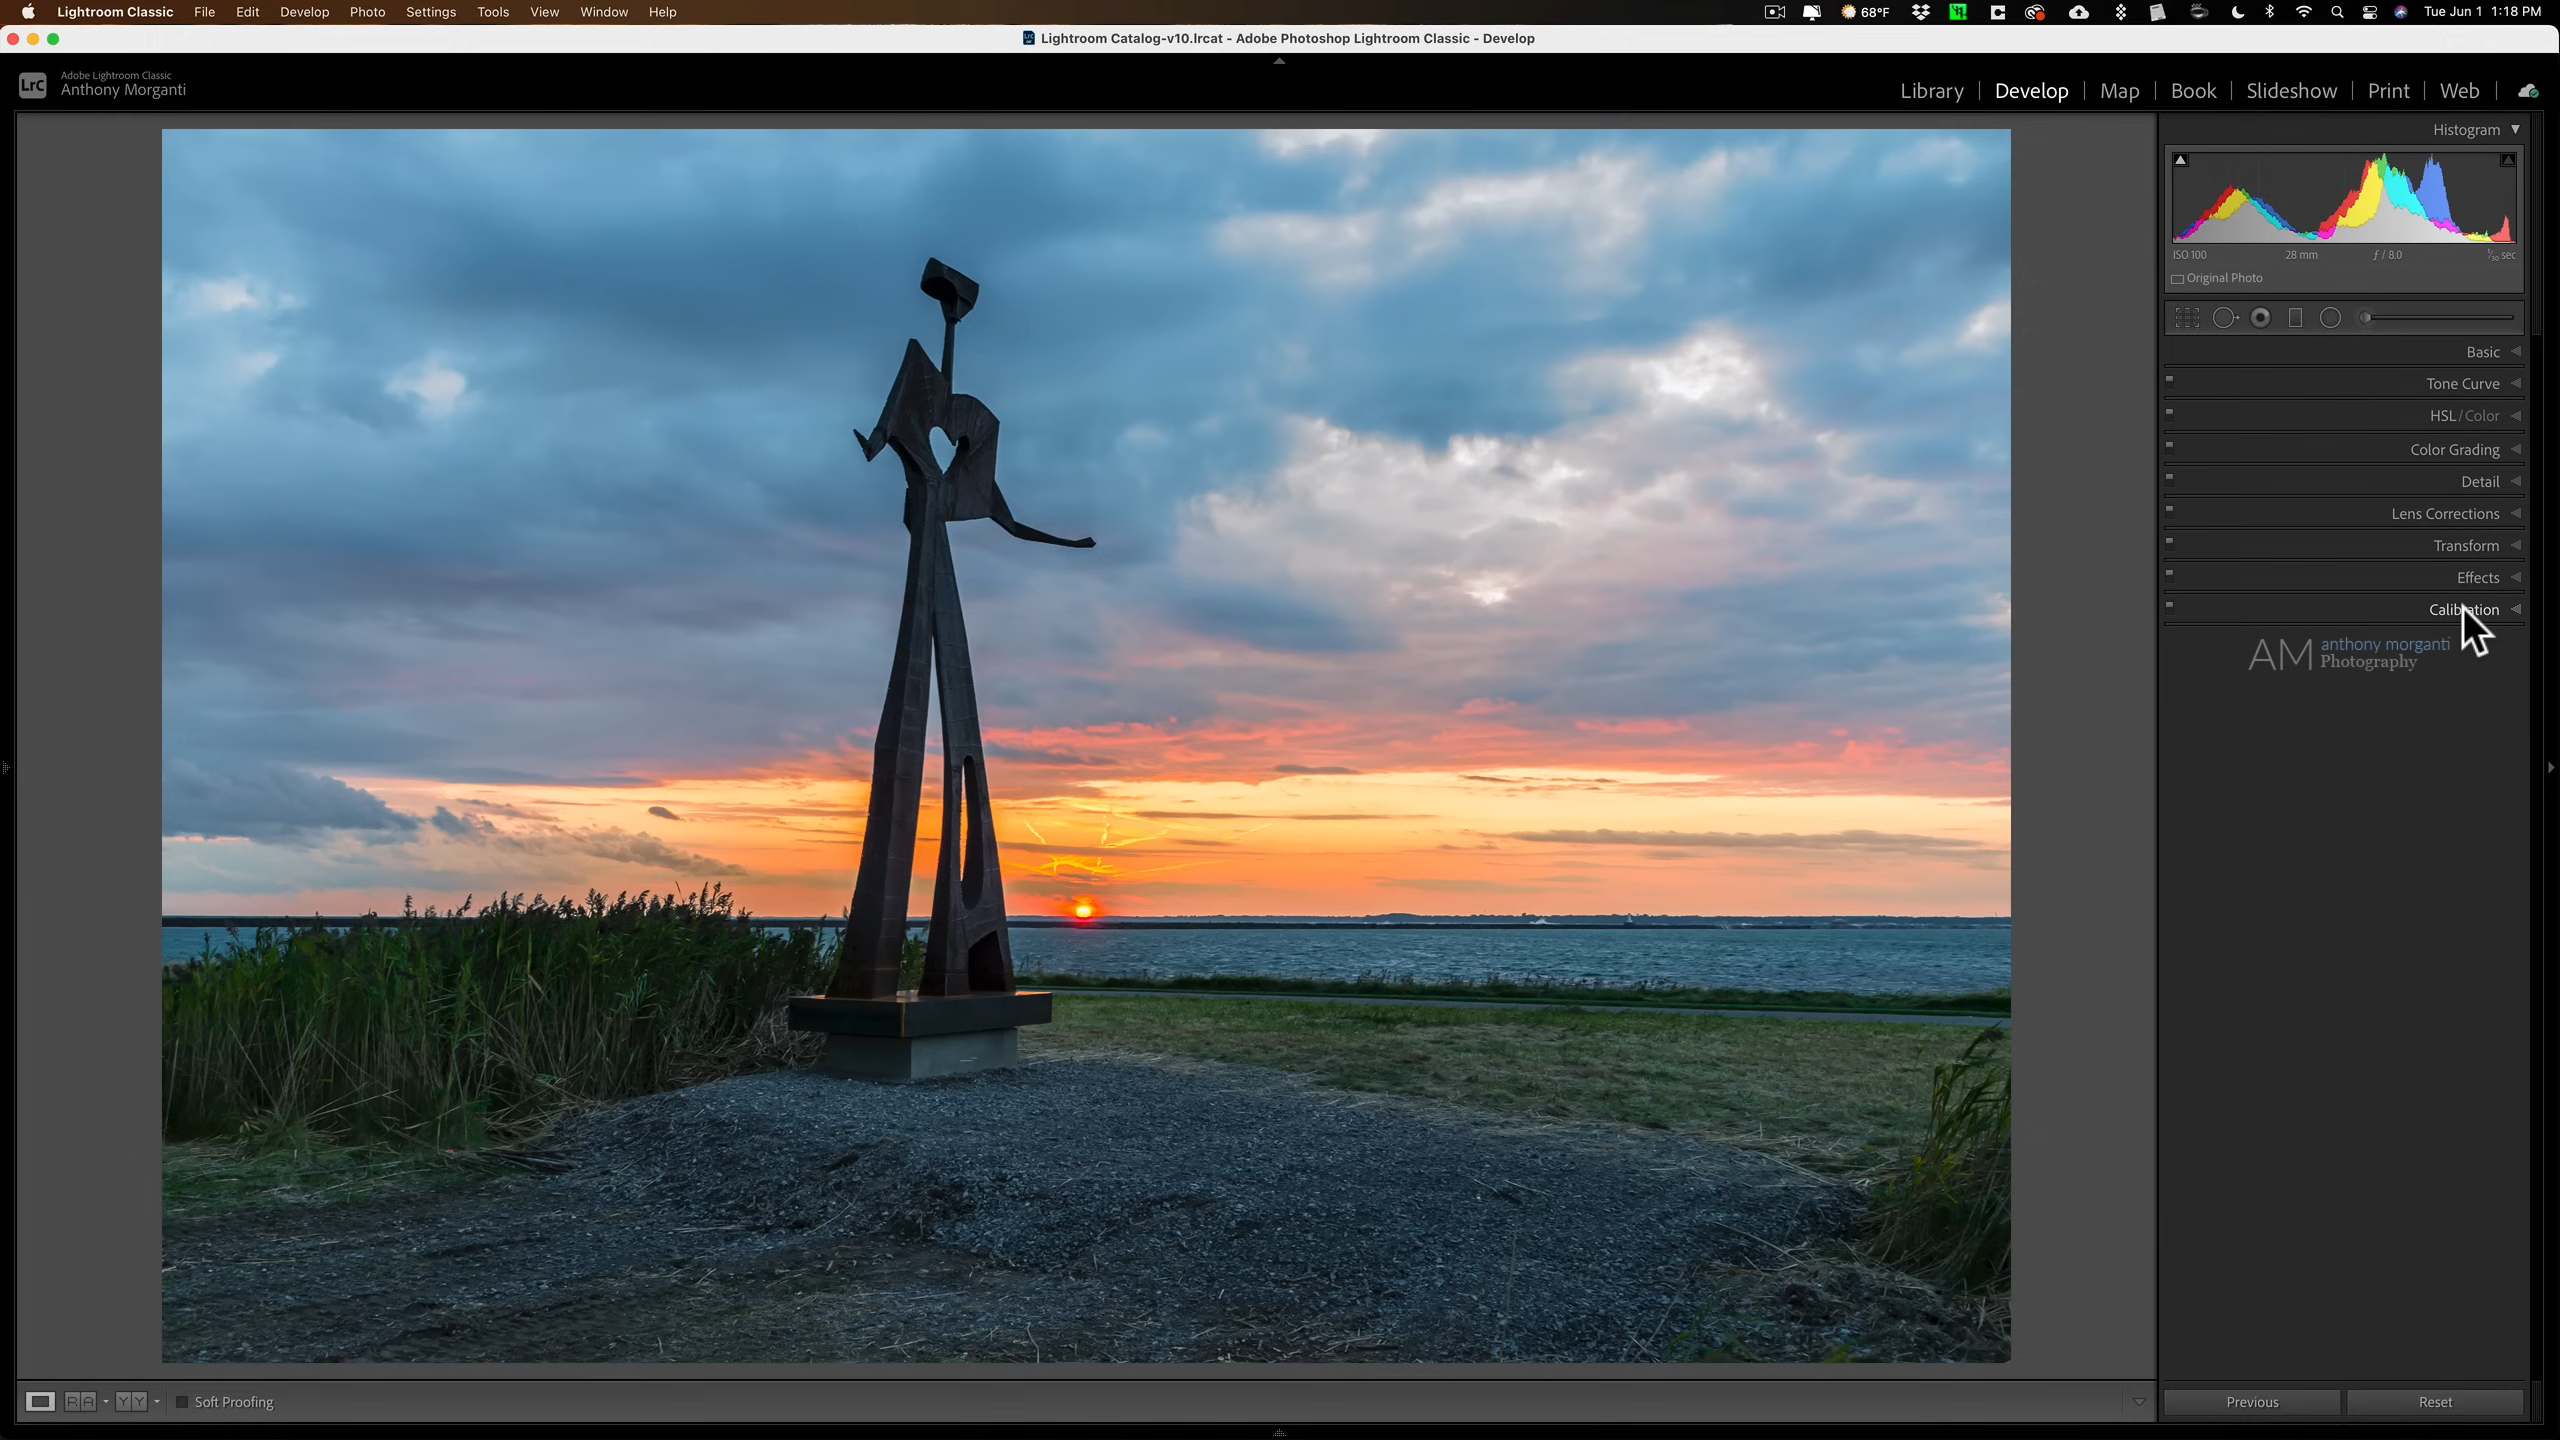 Lightroom Classic File Edit Develop Photo Settings Tools View Window Help 68°F Tue Jun 1 1:18 PM
Lightroom Catalog-v10.lrcat - Adobe Photoshop Lightroom Classic - Develop
LrC
Adobe Lightroom Classic
Anthony Morganti
Library | Develop | Map | Book | Slideshow | Print | Web
Histogram
ISO 100 28 mm ƒ / 8.0 1/30 sec
Original Photo
Basic
Tone Curve
HSL / Color
Color Grading
Detail
Lens Corrections
Transform
Effects
Calibration
AM anthony morganti
Photography
R A Y Y Soft Proofing
Previous Reset